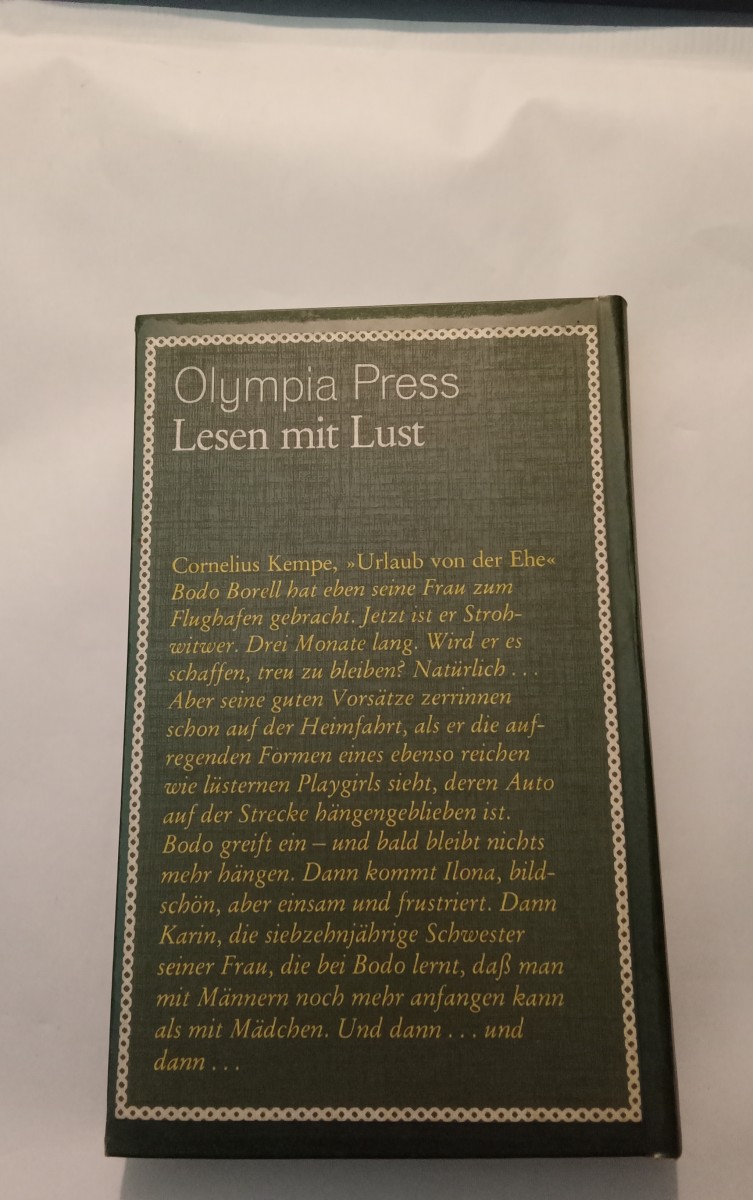 Olympia Press
Lesen mit Lust
Cornelius Kempe, »Urlaub von der Ehe«
Bodo Borell hat eben seine Frau zum
Flughafen gebracht. Jetzt ist er Stroh-
witwer. Drei Monate lang. Wird er es
schaffen, treu zu bleiben? Natürlich . . .
Aber seine guten Vorsätze zerrinnen
schon auf der Heimfahrt, als er die auf-
regenden Formen eines ebenso reichen
wie lüsternen Playgirls sieht, deren Auto
auf der Strecke hängengeblieben ist.
Bodo greift ein – und bald bleibt nichts
mehr hängen. Dann kommt Ilona, bild-
schön, aber einsam und frustriert. Dann
Karin, die siebzehnjährige Schwester
seiner Frau, die bei Bodo lernt, daß man
mit Männern noch mehr anfangen kann
als mit Mädchen. Und dann . . . und
dann . . .